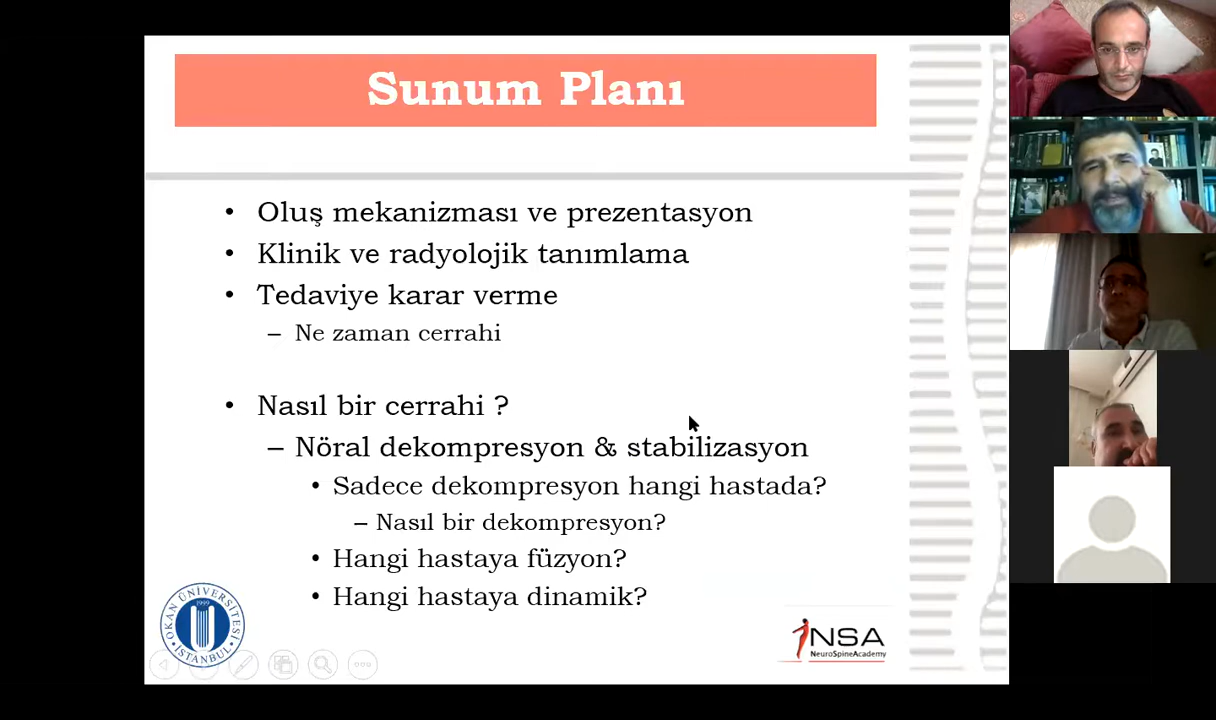 Sunum Planı
• Oluş mekanizması ve prezentasyon
• Klinik ve radyolojik tanımlama
• Tedaviye karar verme
– Ne zaman cerrahi
• Nasıl bir cerrahi ?
– Nöral dekompresyon & stabilizasyon
• Sadece dekompresyon hangi hastada?
– Nasıl bir dekompresyon?
• Hangi hastaya füzyon?
• Hangi hastaya dinamik?
OKAN ÜNİVERSİTESİ
1999
İSTANBUL
NSA
NeuroSpineAcademy